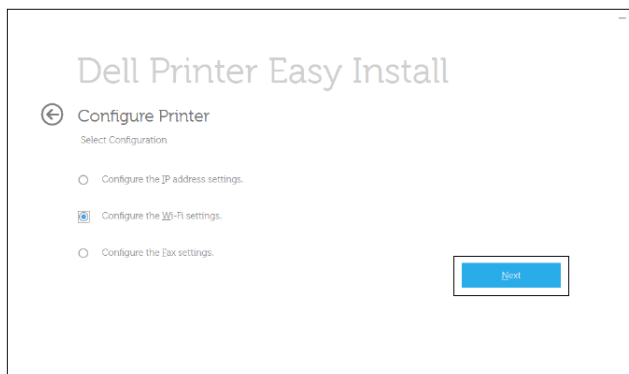 Dell Printer Easy Install
Configure Printer
Select Configuration
Configure the IP address settings.
Configure the Wi-Fi settings.
Configure the Fax settings.
Next